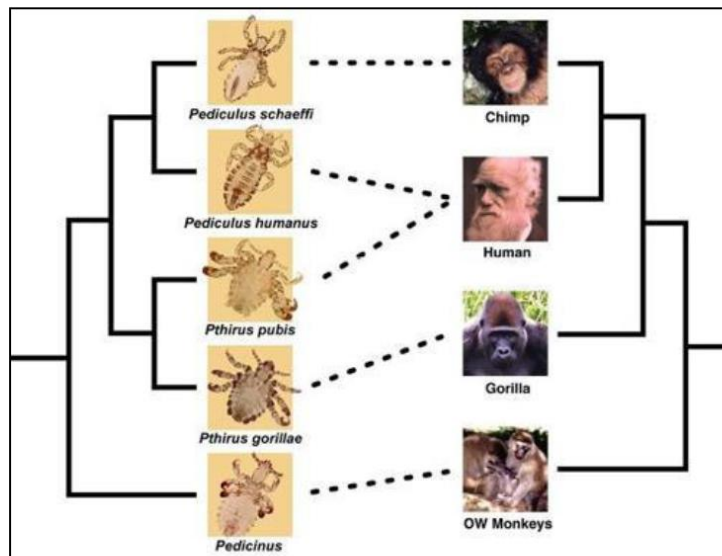 Pediculus schaeffi
Chimp
Pediculus humanus
Human
Pthirus pubis
Gorilla
Pthirus gorillae
OW Monkeys
Pedicinus